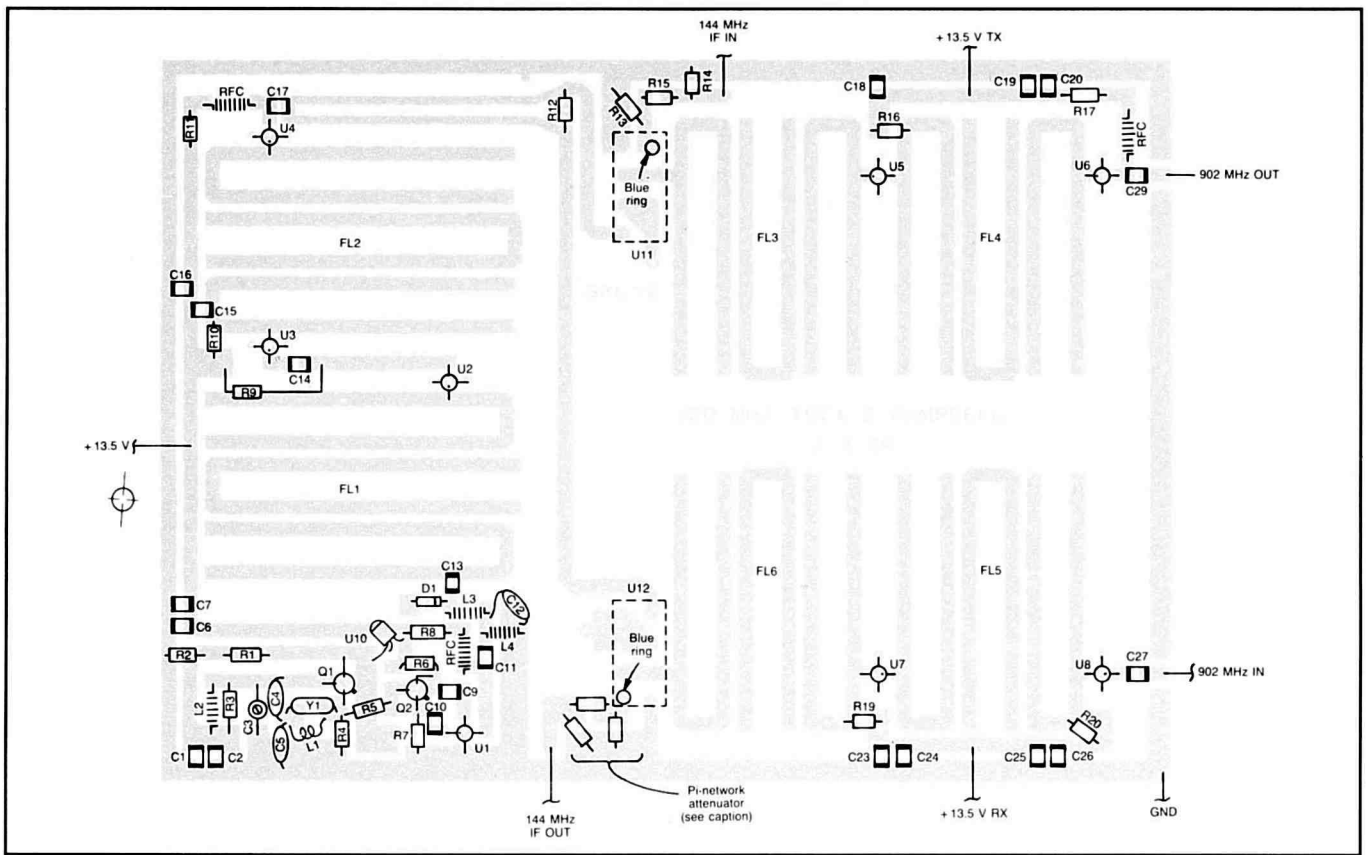 144 MHz
IF IN
+13.5 V TX
RFC
C17
R11
U4
R12
R13
R15
R14
C18
R16
C19
C20
R17
RFC
U5
U6
C29
902 MHz OUT
Blue
ring
U11
FL2
FL3
FL4
C16
C15
R10
U3
C14
R9
U2
+13.5 V
FL1
FL6
FL5
C7
C6
R2
R1
C13
D1
L3
C12
U10
R8
RFC
L4
C11
R6
Q1
Q2
C9
C10
L2
R3
C3
C4
Y1
C5
L1
R4
R5
R7
U1
C1
C2
U12
Blue
ring
Pi-network
attenuator
(see caption)
144 MHz
IF OUT
U7
U8
C27
902 MHz IN
R19
R20
C23
C24
C25
C26
+13.5 V RX
GND